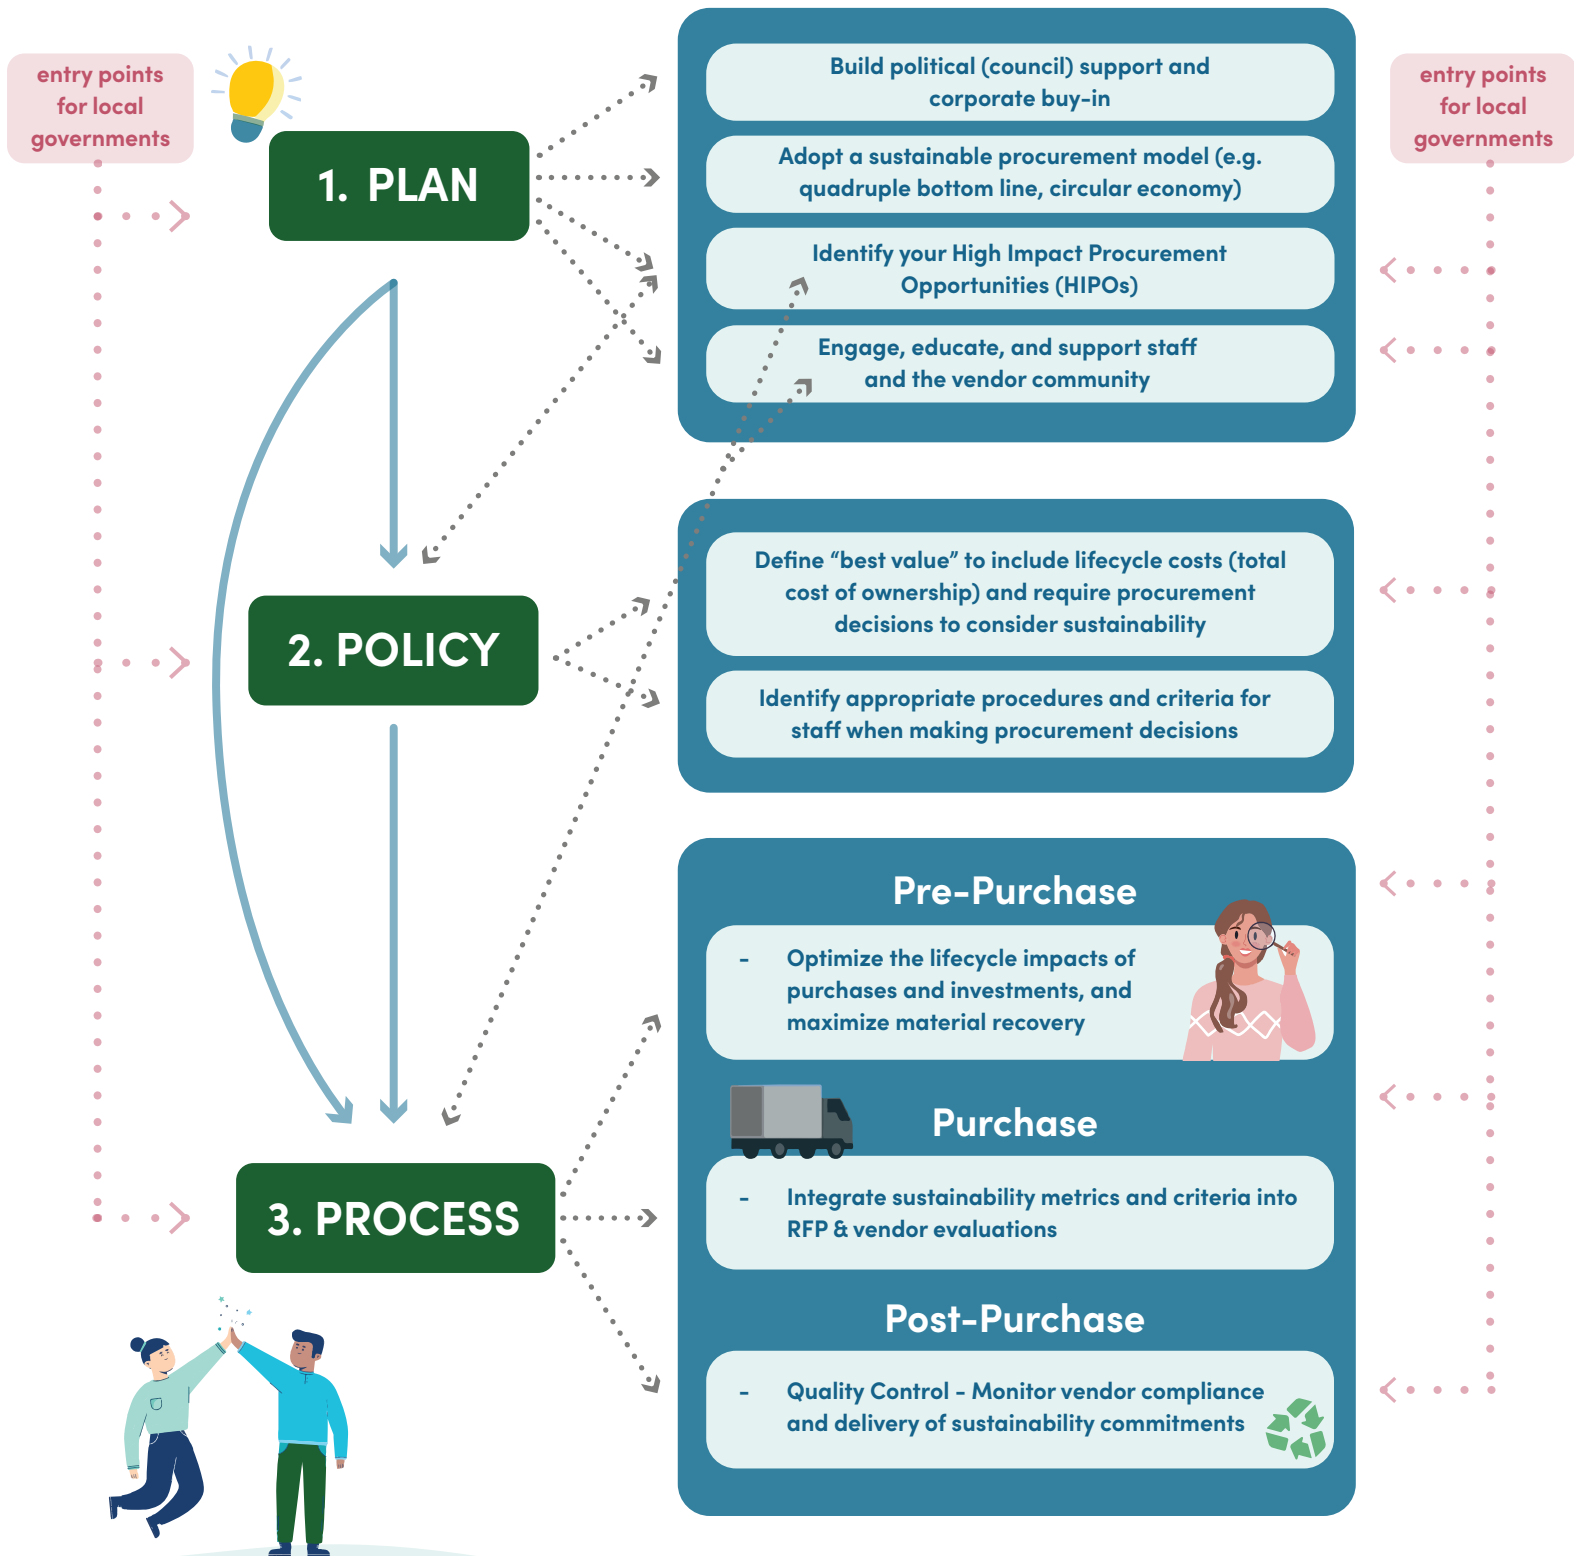 entry points
for local
governments
1. PLAN
Build political (council) support and
corporate buy-in
Adopt a sustainable procurement model (e.g.
quadruple bottom line, circular economy)
Identify your High Impact Procurement
Opportunities (HIPOs)
Engage, educate, and support staff
and the vendor community
entry points
for local
governments
2. POLICY
Define “best value” to include lifecycle costs (total
cost of ownership) and require procurement
decisions to consider sustainability
Identify appropriate procedures and criteria for
staff when making procurement decisions
3. PROCESS
Pre-Purchase
- Optimize the lifecycle impacts of
purchases and investments, and
maximize material recovery
Purchase
- Integrate sustainability metrics and criteria into
RFP & vendor evaluations
Post-Purchase
- Quality Control - Monitor vendor compliance
and delivery of sustainability commitments